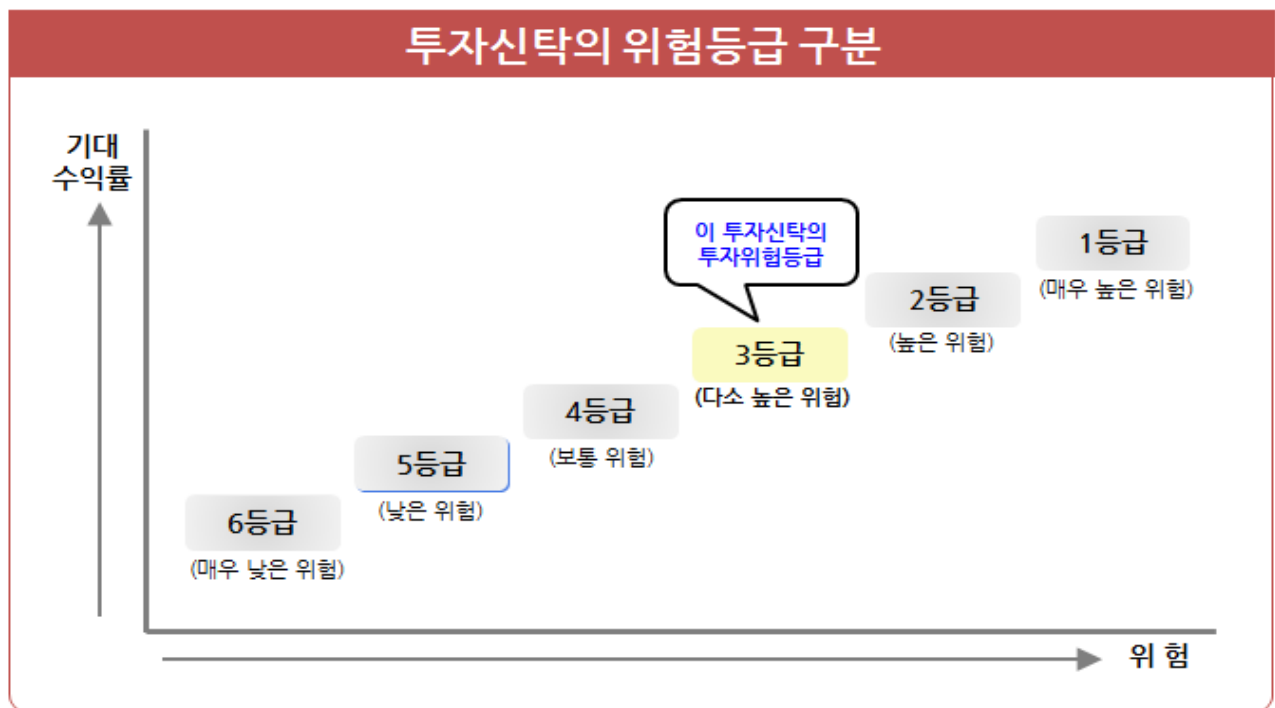 투자신탁의 위험등급 구분
기대
수익률
이 투자신탁의
투자위험등급
1등급
(매우 높은 위험)
2등급
(높은 위험)
3등급
(다소 높은 위험)
4등급
(보통 위험)
5등급
(낮은 위험)
6등급
(매우 낮은 위험)
위 험